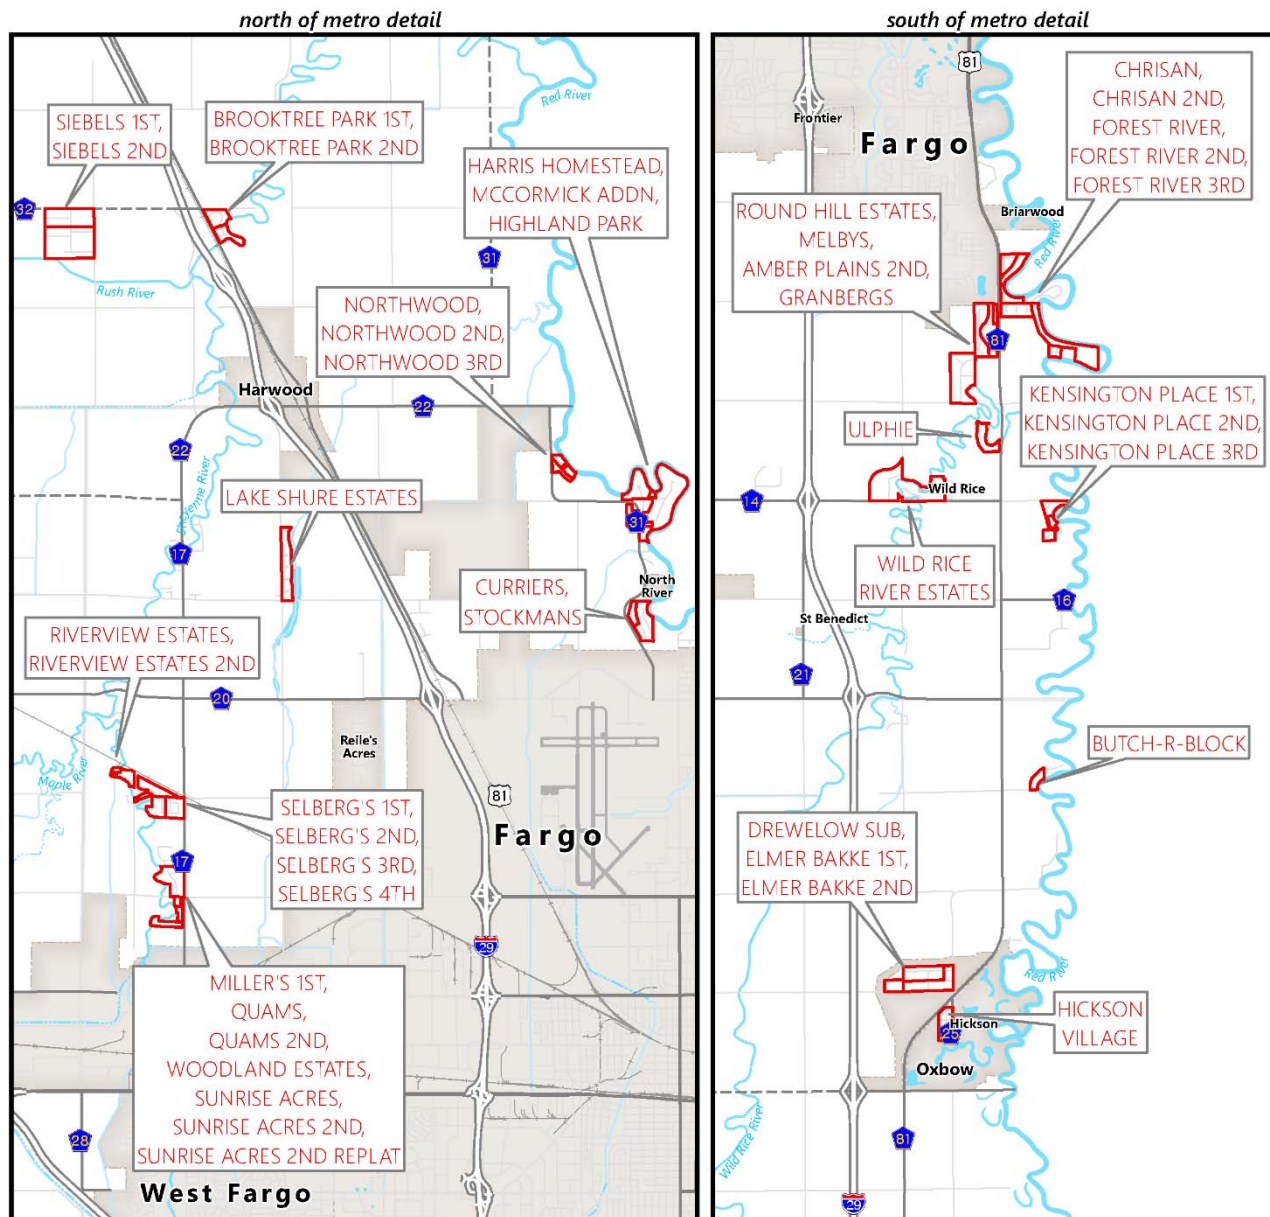 north of metro detail
SIEBELS 1ST,
SIEBELS 2ND
BROOKTREE PARK 1ST,
BROOKTREE PARK 2ND
Red River
HARRIS HOMESTEAD,
MCCORMICK ADDN,
HIGHLAND PARK
32
31
Rush River
NORTHWOOD,
NORTHWOOD 2ND,
NORTHWOOD 3RD
Harwood
22
22
Sheyenne River
LAKE SHURE ESTATES
31
17
CURRIERS,
STOCKMANS
North
River
RIVERVIEW ESTATES,
RIVERVIEW ESTATES 2ND
20
Reile's
Acres
Maple River
81
SELBERG'S 1ST,
SELBERG'S 2ND,
SELBERG'S 3RD,
SELBERG'S 4TH
Fargo
17
29
MILLER'S 1ST,
QUAM'S,
QUAMS 2ND,
WOODLAND ESTATES,
SUNRISE ACRES,
SUNRISE ACRES 2ND,
SUNRISE ACRES 2ND REPLAT
28
West Fargo
south of metro detail
81
CHRISAN,
CHRISAN 2ND,
FOREST RIVER,
FOREST RIVER 2ND,
FOREST RIVER 3RD
Frontier
Fargo
Briarwood
Red River
ROUND HILL ESTATES,
MELBYS,
AMBER PLAINS 2ND,
GRANBERGS
81
KENSINGTON PLACE 1ST,
KENSINGTON PLACE 2ND,
KENSINGTON PLACE 3RD
ULPHIE
Wild Rice
14
WILD RICE
RIVER ESTATES
16
St Benedict
21
BUTCH-R-BLOCK
DREWELOW SUB,
ELMER BAKKE 1ST,
ELMER BAKKE 2ND
Red River
HICKSON
VILLAGE
Hickson
25
Oxbow
Wild Rice River
81
29